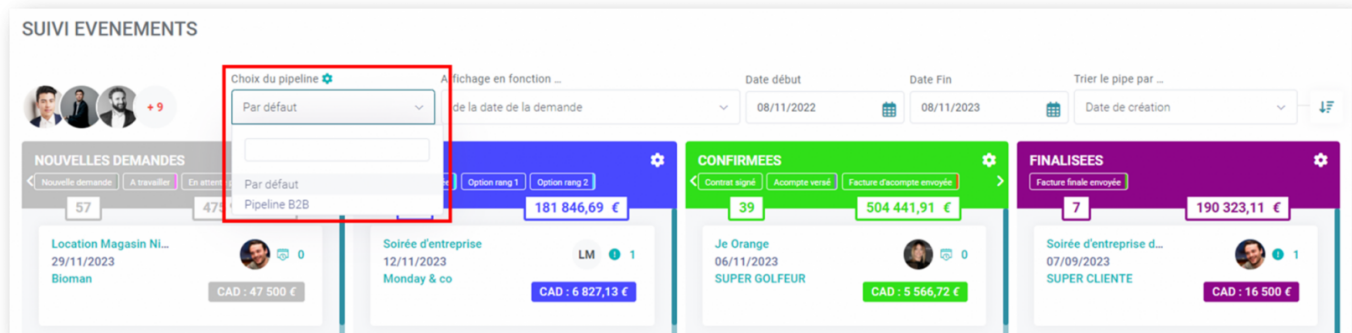 SUIVI EVENEMENTS
+ 9
Choix du pipeline
Par défaut
Par défaut
Pipeline B2B
Affichage en fonction ...
de la date de la demande
Date début
08/11/2022
Date Fin
08/11/2023
Trier le pipe par ...
Date de création
NOUVELLES DEMANDES
Nouvelle demande
A travailler
57
Location Magasin Ni...
29/11/2023
Bioman
0
CAD : 47 500 €
Option rang 1
Option rang 2
181 846,69 €
Soirée d'entreprise
12/11/2023
Monday & co
LM
1
CAD : 6 827,13 €
CONFIRMEES
Contrat signé
Acompte versé
Facture d'acompte envoyée
39
504 441,91 €
Je Orange
06/11/2023
SUPER GOLFEUR
0
CAD : 5 566,72 €
FINALISEES
Facture finale envoyée
7
190 323,11 €
Soirée d'entreprise d...
07/09/2023
SUPER CLIENTE
1
CAD : 16 500 €